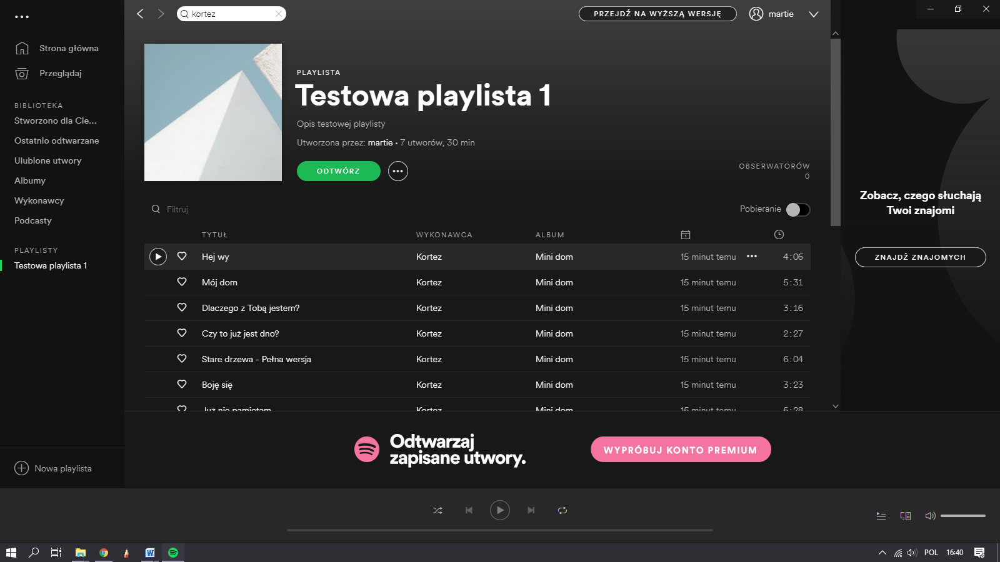 kortez
PRZEJDŹ NA WYŻSZĄ WERSJĘ
martie
Strona główna
Przeglądaj
BIBLIOTEKA
Stworzono dla Cie...
Ostatnio odtwarzane
Ulubione utwory
Albumy
Wykonawcy
Podcasty
PLAYLISTY
Testowa playlista 1
Nowa playlista
PLAYLISTA
Testowa playlista 1
Opis testowej playlisty
Utworzona przez: martie • 7 utworów, 30 min
ODTWÓRZ
OBSERWATORÓW
0
Filtruj
Pobieranie
TYTUŁ WYKONAWCA ALBUM
Hej wy Kortez Mini dom 15 minut temu 4:06
Mój dom Kortez Mini dom 15 minut temu 5:31
Dlaczego z Tobą jestem? Kortez Mini dom 15 minut temu 3:16
Czy to już jest dno? Kortez Mini dom 15 minut temu 2:27
Stare drzewa - Pełna wersja Kortez Mini dom 15 minut temu 6:04
Boję się Kortez Mini dom 15 minut temu 3:23
Już nie pamiętam Kortez Mini dom 15 minut temu 5:28
Zobacz, czego słuchają
Twoi znajomi
ZNAJDŹ ZNAJOMYCH
Odtwarzaj
zapisane utwory.
WYPRÓBUJ KONTO PREMIUM
POL 16:40